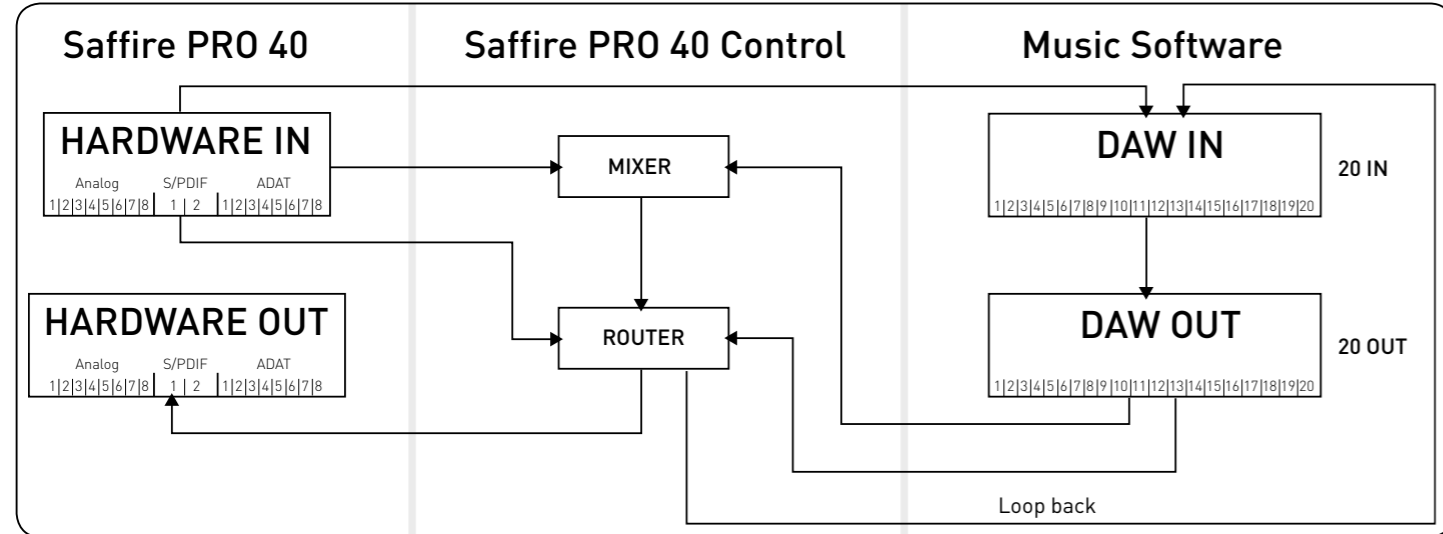 Saffire PRO 40
Saffire PRO 40 Control
Music Software
HARDWARE IN
Analog S/PDIF ADAT
1|2|3|4|5|6|7|8 1 | 2 1|2|3|4|5|6|7|8
MIXER
DAW IN
1|2|3|4|5|6|7|8|9|10|11|12|13|14|15|16|17|18|19|20
20 IN
HARDWARE OUT
Analog S/PDIF ADAT
1|2|3|4|5|6|7|8 1 | 2 1|2|3|4|5|6|7|8
ROUTER
DAW OUT
1|2|3|4|5|6|7|8|9|10|11|12|13|14|15|16|17|18|19|20
20 OUT
Loop back